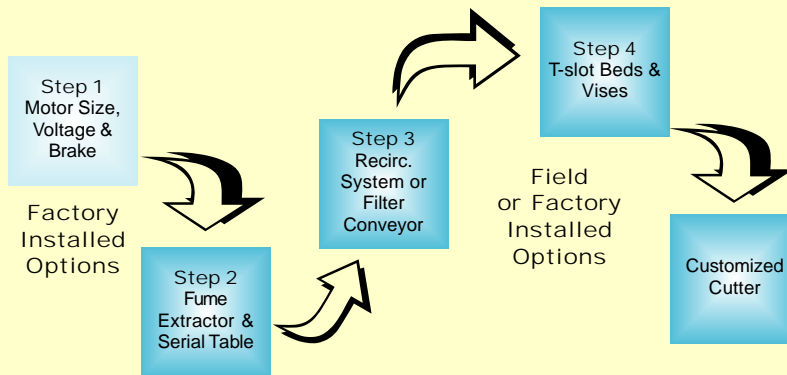 Step 1
Motor Size,
Voltage &
Brake
Factory
Installed
Options
Step 2
Fume
Extractor &
Serial Table
Step 3
Recirc.
System or
Filter
Conveyor
Step 4
T-slot Beds &
Vises
Field
or Factory
Installed
Options
Customized
Cutter